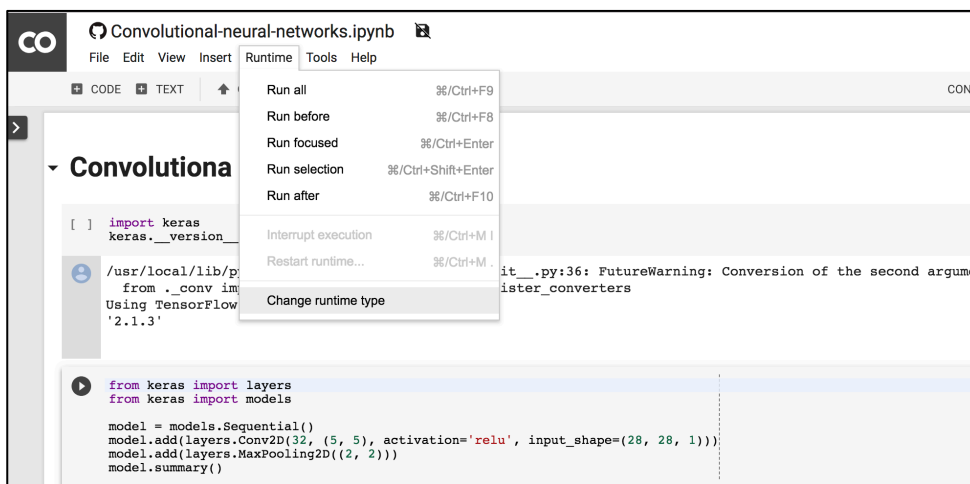 CO
Convolutional-neural-networks.ipynb
File Edit View Insert Runtime Tools Help
CODE TEXT CON
Run all ⌘/Ctrl+F9
Run before ⌘/Ctrl+F8
Run focused ⌘/Ctrl+Enter
Run selection ⌘/Ctrl+Shift+Enter
Run after ⌘/Ctrl+F10
Interrupt execution ⌘/Ctrl+M I
Restart runtime... ⌘/Ctrl+M .
Change runtime type
Convolutiona
[ ] import keras
keras.__version__
/usr/local/lib/py it__.py:36: FutureWarning: Conversion of the second argume
from ._conv im ister_converters
Using TensorFlow
'2.1.3'
from keras import layers
from keras import models
model = models.Sequential()
model.add(layers.Conv2D(32, (5, 5), activation='relu', input_shape=(28, 28, 1)))
model.add(layers.MaxPooling2D((2, 2)))
model.summary()